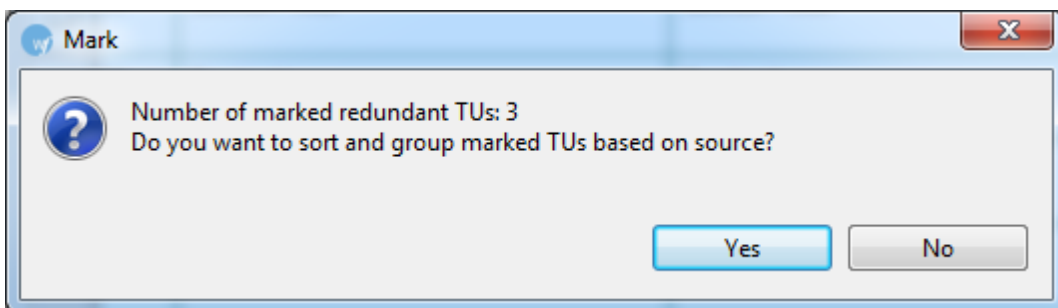 Mark
Number of marked redundant TUs: 3
Do you want to sort and group marked TUs based on source?
Yes No